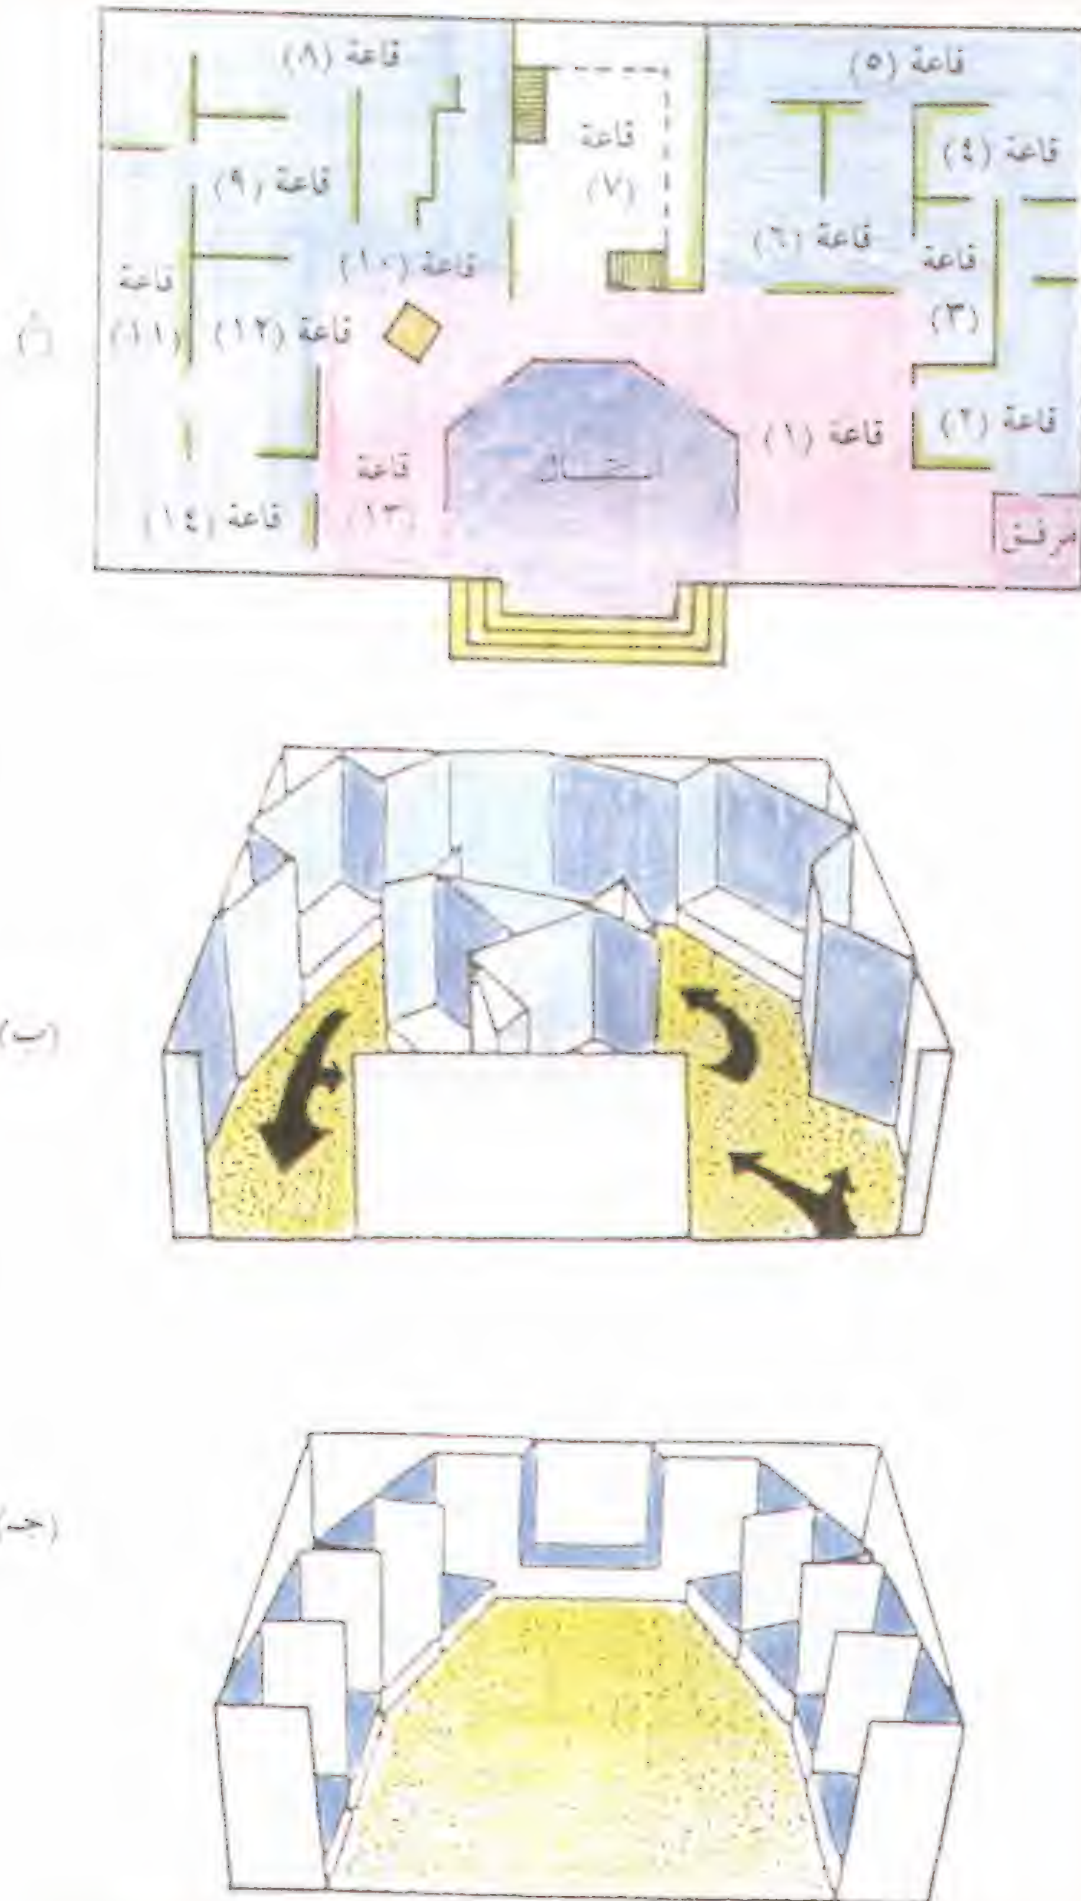 قاعة (٥)
قاعة (٤)
قاعة (٦)
قاعة
(٣)
قاعة (٢)
قاعة (١)
مرفق
قاعة
(٧)
قاعة (٨)
قاعة (٩)
قاعة (١٠)
قاعة
(١١)
قاعة (١٢)
قاعة
(١٣)
قاعة (١٤)
(أ)
(ب)
(جـ)